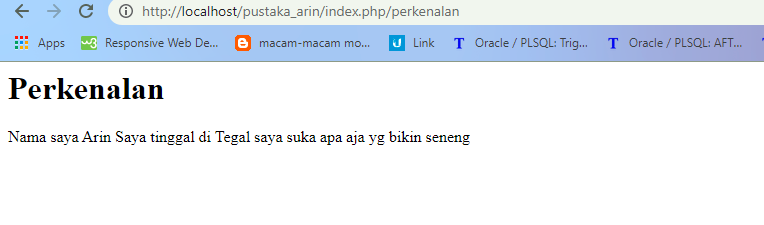 http://localhost/pustaka_arin/index.php/perkenalan
Apps Responsive Web De... macam-macam mo... Link Oracle / PLSQL: Trig... Oracle / PLSQL: AFT...
Perkenalan
Nama saya Arin Saya tinggal di Tegal saya suka apa aja yg bikin seneng